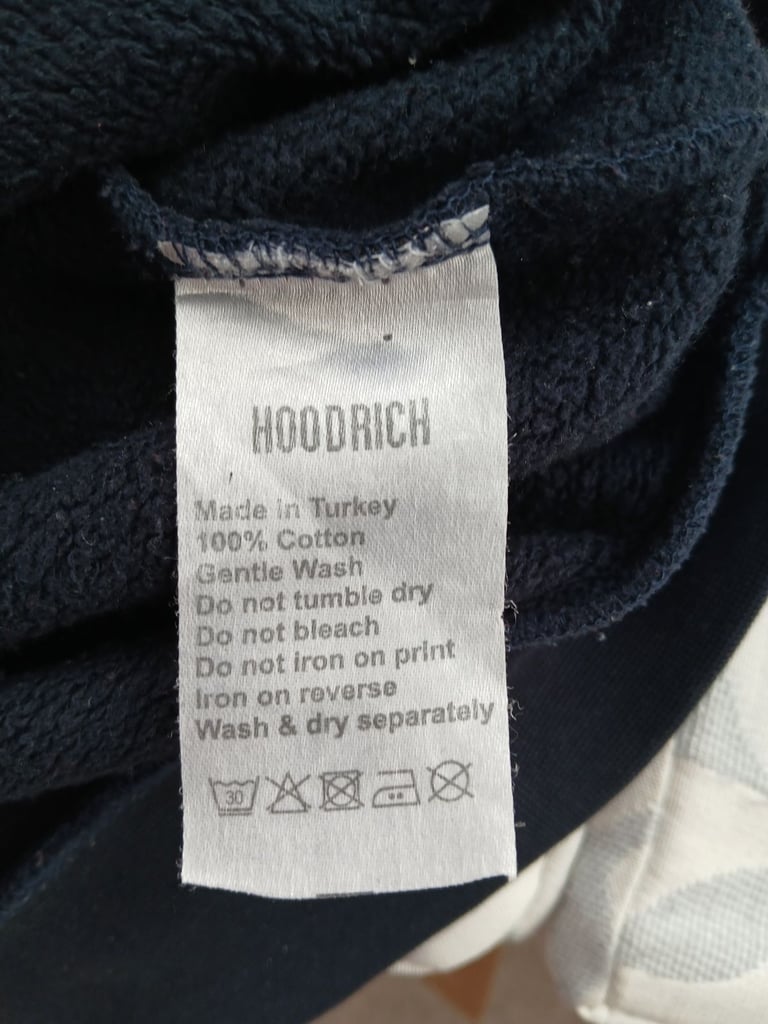 HOODRICH
Made in Turkey
100% Cotton
Gentle Wash
Do not tumble dry
Do not bleach
Do not iron on print
Iron on reverse
Wash & dry separately
30